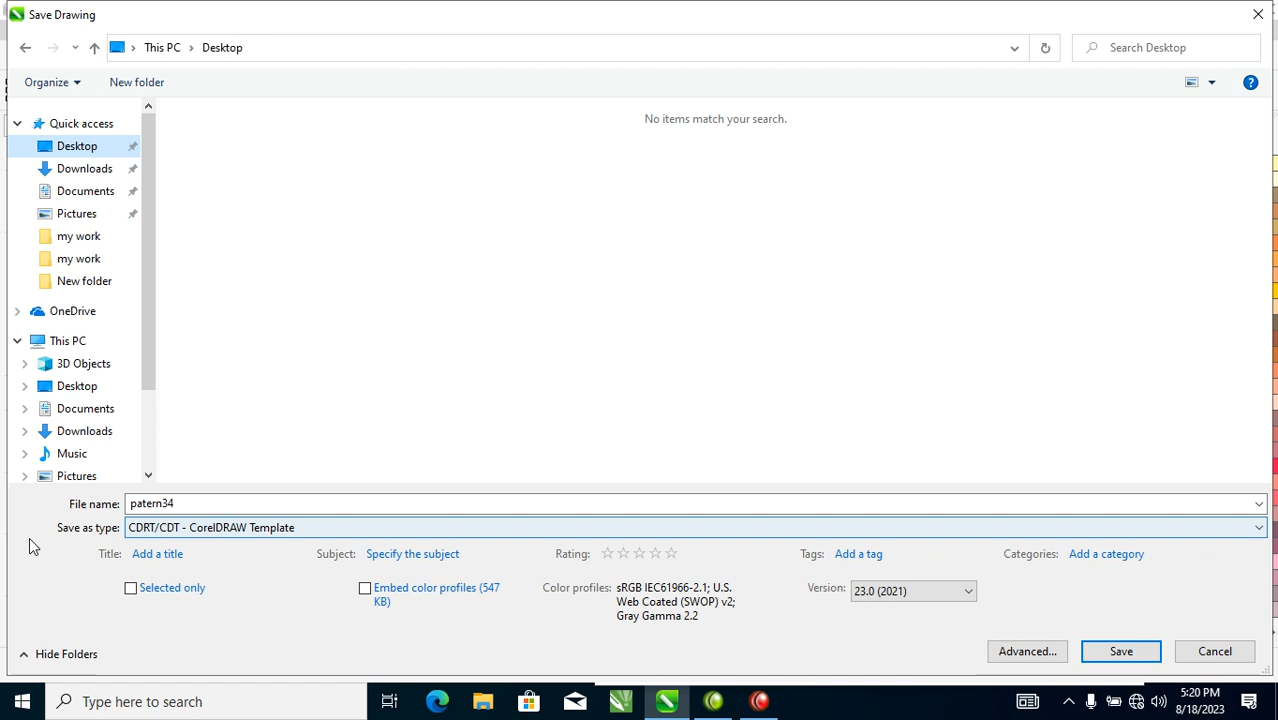 Save Drawing
This PC
Desktop
Search Desktop
Organize
New folder
No items match your search.
Quick access
Desktop
Downloads
Documents
Pictures
my work
my work
New folder
OneDrive
This PC
3D Objects
Desktop
Documents
Downloads
Music
Pictures
File name: patern34
Save as type: CDRT/CDT - CorelDRAW Template
Title: Add a title
Subject: Specify the subject
Rating:
Tags: Add a tag
Categories: Add a category
Selected only
Embed color profiles (547
KB)
Color profiles: sRGB IEC61966-2.1; U.S.
Web Coated (SWOP) v2;
Gray Gamma 2.2
Version: 23.0 (2021)
Hide Folders
Advanced...
Save
Cancel
Type here to search
5:20 PM
8/18/2023